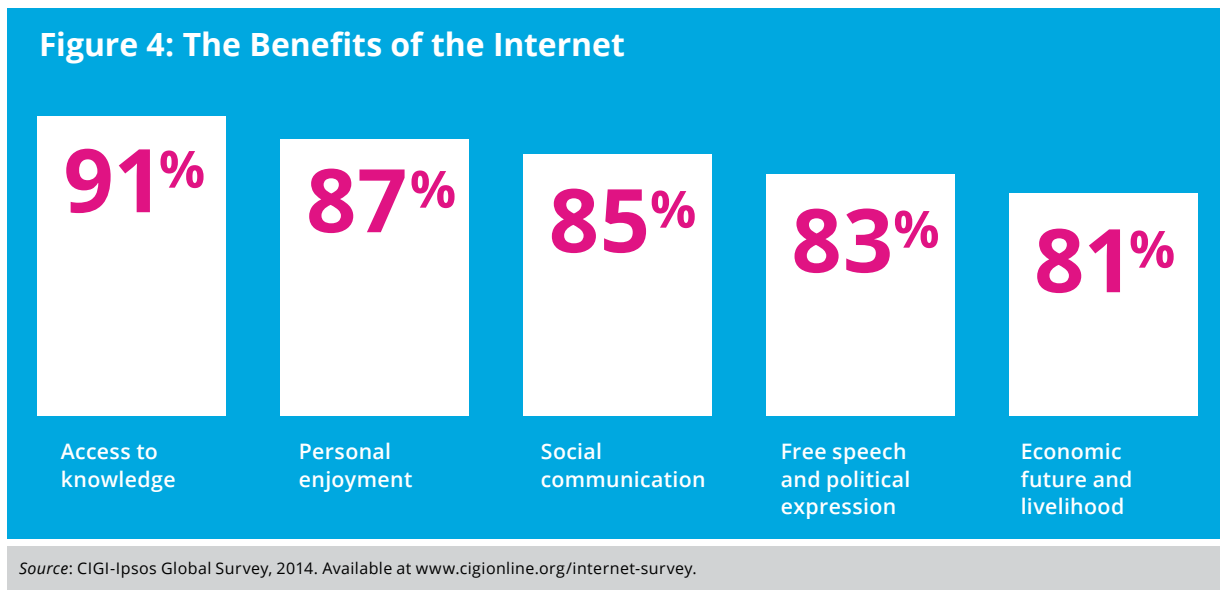 Figure 4: The Benefits of the Internet
91%
87%
85%
83%
81%
Access to
knowledge
Personal
enjoyment
Social
communication
Free speech
and political
expression
Economic
future and
livelihood
Source: CIGI-Ipsos Global Survey, 2014. Available at www.cigionline.org/internet-survey.